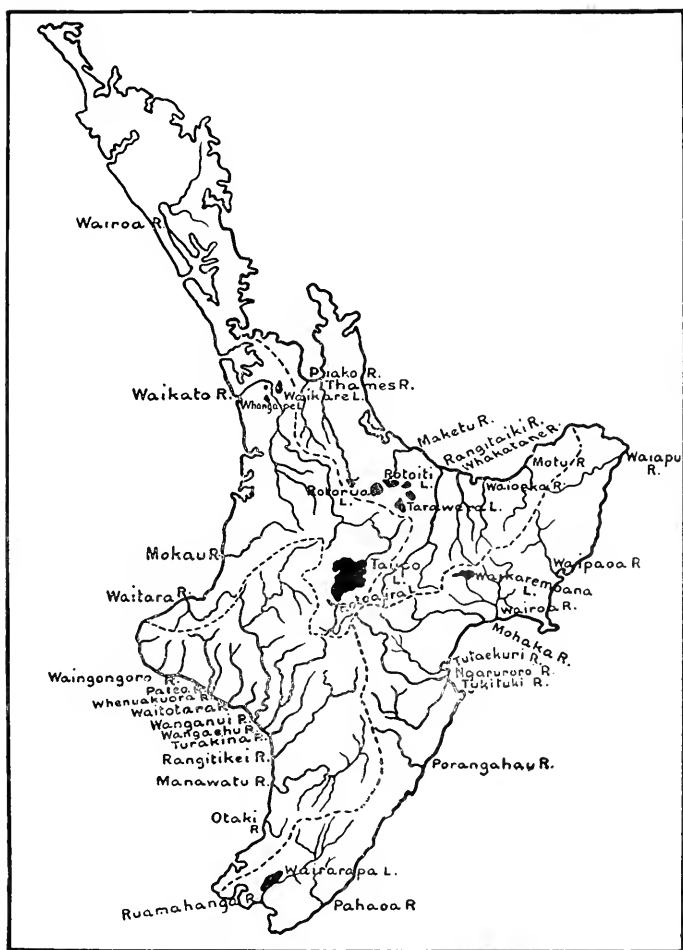 Wairoa R.
Piako R.
Thames R.
Waikato R.
Waikare L.
Whangape L.
Maketu R.
Rangitaiki R.
Whakatane R.
Motu R
Waiapu
R.
Rotoiti
L.
Waioeka R.
Rotorua
L.
Tarawera L.
Mokau R.
Taupo
L.
Waipaoa R
Waikaremoana
L.
Waitara R.
Rotoaira L.
Wairoa R.
Mohaka R.
Tutaekuri R.
Ngaruroro R.
Tukituki R.
Waingongoro R.
Patea R.
Whenuakuora R.
Waitotara R.
Wanganui R.
Wangaehu R.
Turakina R.
Rangitikei R.
Manawatu R.
Porangahau R.
Otaki
R
Wairarapa L.
Ruamahanga R
Pahaoa R